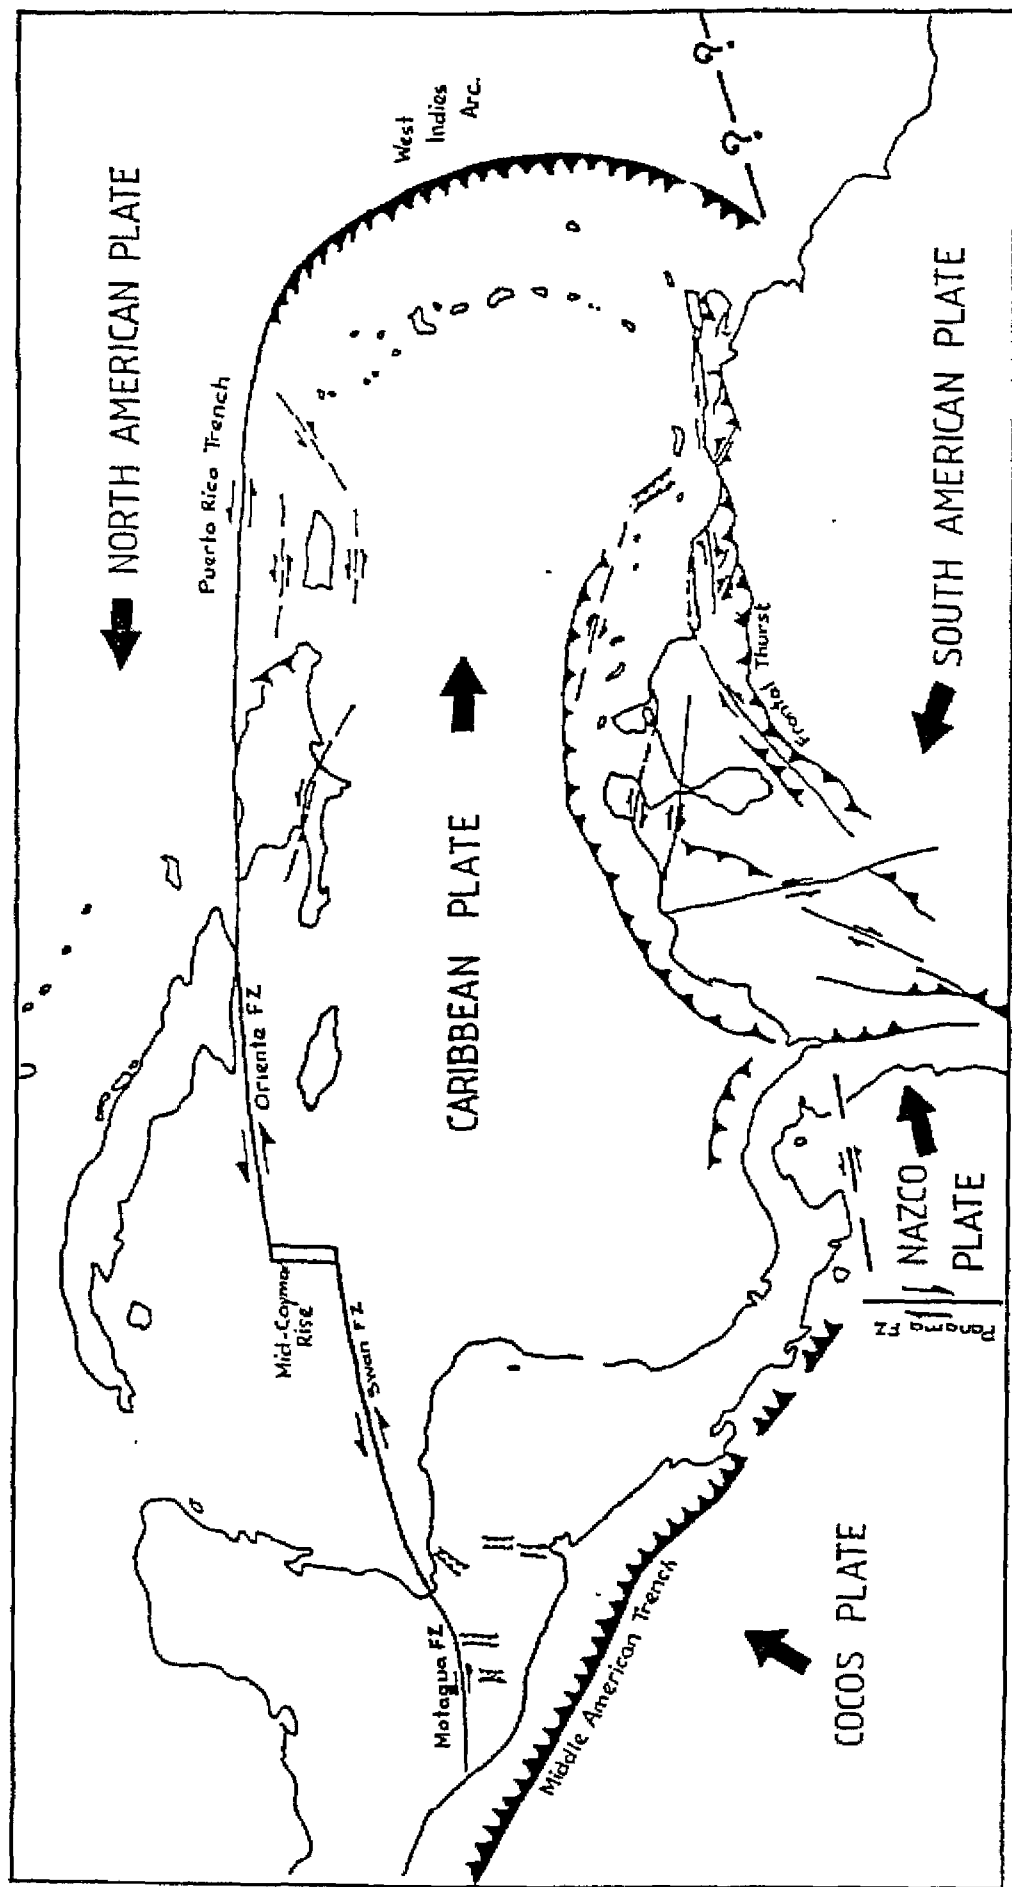 NORTH AMERICAN PLATE
West
Indies
Arc.
Puerto Rico Trench
?
?
Oriente FZ
Mid-Cayman
Rise
Swan FZ
Motagua FZ
CARIBBEAN PLATE
Frontal Thurst
SOUTH AMERICAN PLATE
Middle American Trench
NAZCO
PLATE
COCOS PLATE
FZ